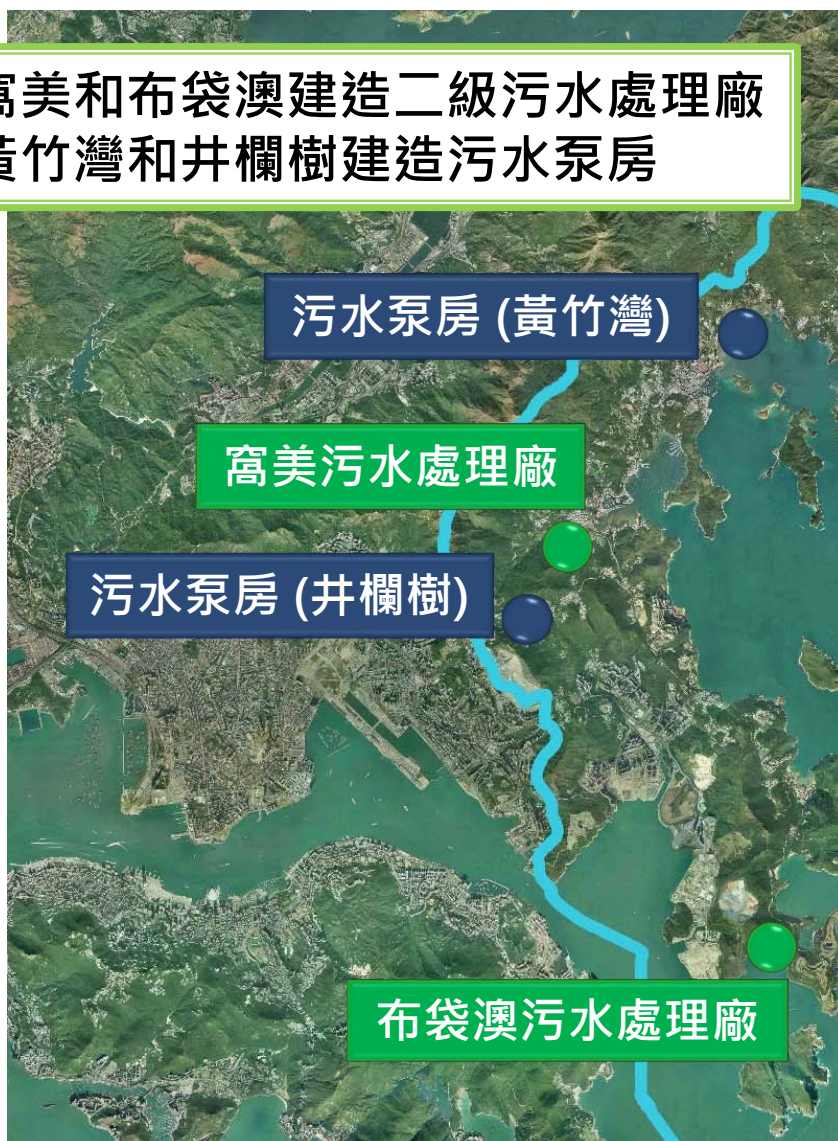 窩美和布袋澳建造二級污水處理廠
黃竹灣和井欄樹建造污水泵房
污水泵房 (黃竹灣)
窩美污水處理廠
污水泵房 (井欄樹)
布袋澳污水處理廠